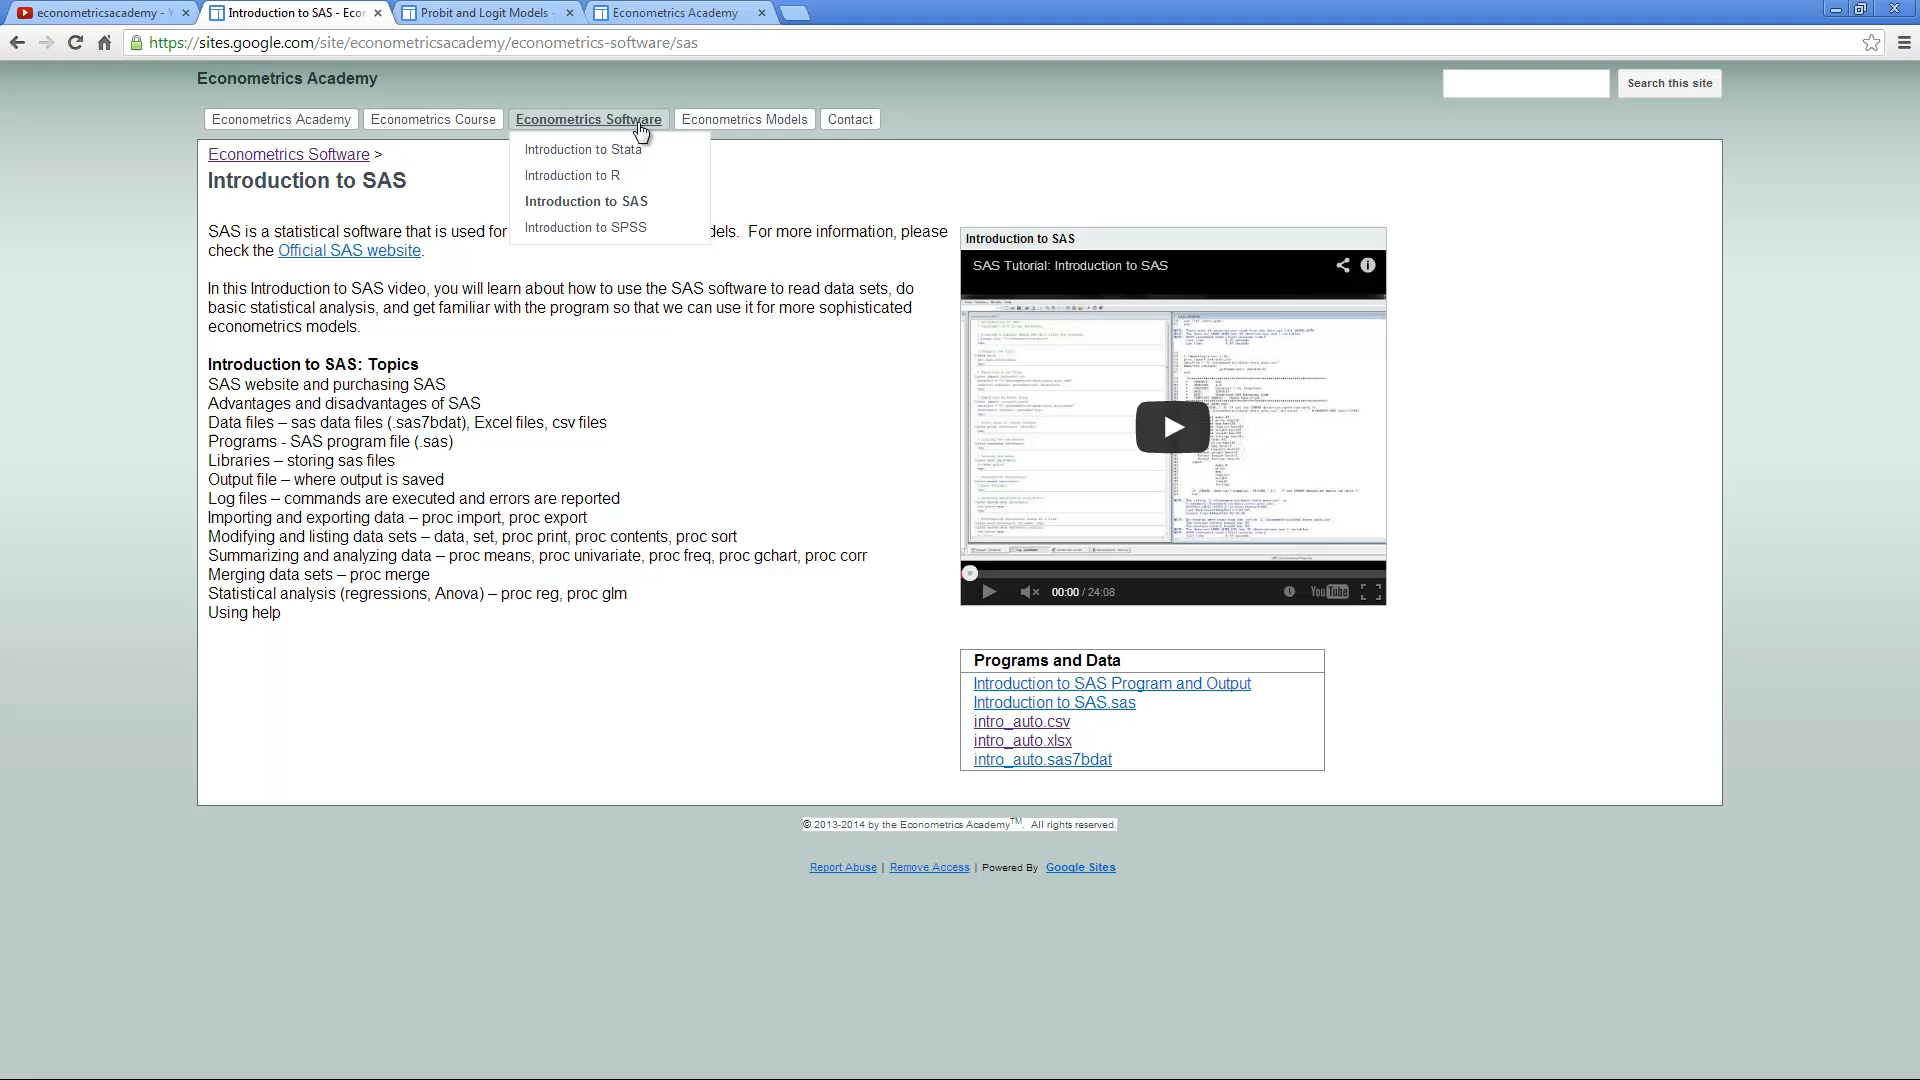 econometricsacademy - Y
Introduction to SAS - Econ
Probit and Logit Models -
Econometrics Academy
https://sites.google.com/site/econometricsacademy/econometrics-software/sas
Econometrics Academy
Search this site
Econometrics Academy
Econometrics Course
Econometrics Software
Econometrics Models
Contact
Introduction to Stata
Introduction to R
Introduction to SAS
Introduction to SPSS
Econometrics Software >
Introduction to SAS
SAS is a statistical software that is used for dels. For more information, please
check the Official SAS website.
In this Introduction to SAS video, you will learn about how to use the SAS software to read data sets, do
basic statistical analysis, and get familiar with the program so that we can use it for more sophisticated
econometrics models.
Introduction to SAS: Topics
SAS website and purchasing SAS
Advantages and disadvantages of SAS
Data files – sas data files (.sas7bdat), Excel files, csv files
Programs - SAS program file (.sas)
Libraries – storing sas files
Output file – where output is saved
Log files – commands are executed and errors are reported
Importing and exporting data – proc import, proc export
Modifying and listing data sets – data, set, proc print, proc contents, proc sort
Summarizing and analyzing data – proc means, proc univariate, proc freq, proc gchart, proc corr
Merging data sets – proc merge
Statistical analysis (regressions, Anova) – proc reg, proc glm
Using help
Introduction to SAS
SAS Tutorial: Introduction to SAS
00:00 / 24:08
YouTube
Programs and Data
Introduction to SAS Program and Output
Introduction to SAS.sas
intro_auto.csv
intro_auto.xlsx
intro_auto.sas7bdat
© 2013-2014 by the Econometrics Academy™. All rights reserved.
Report Abuse | Remove Access | Powered By Google Sites